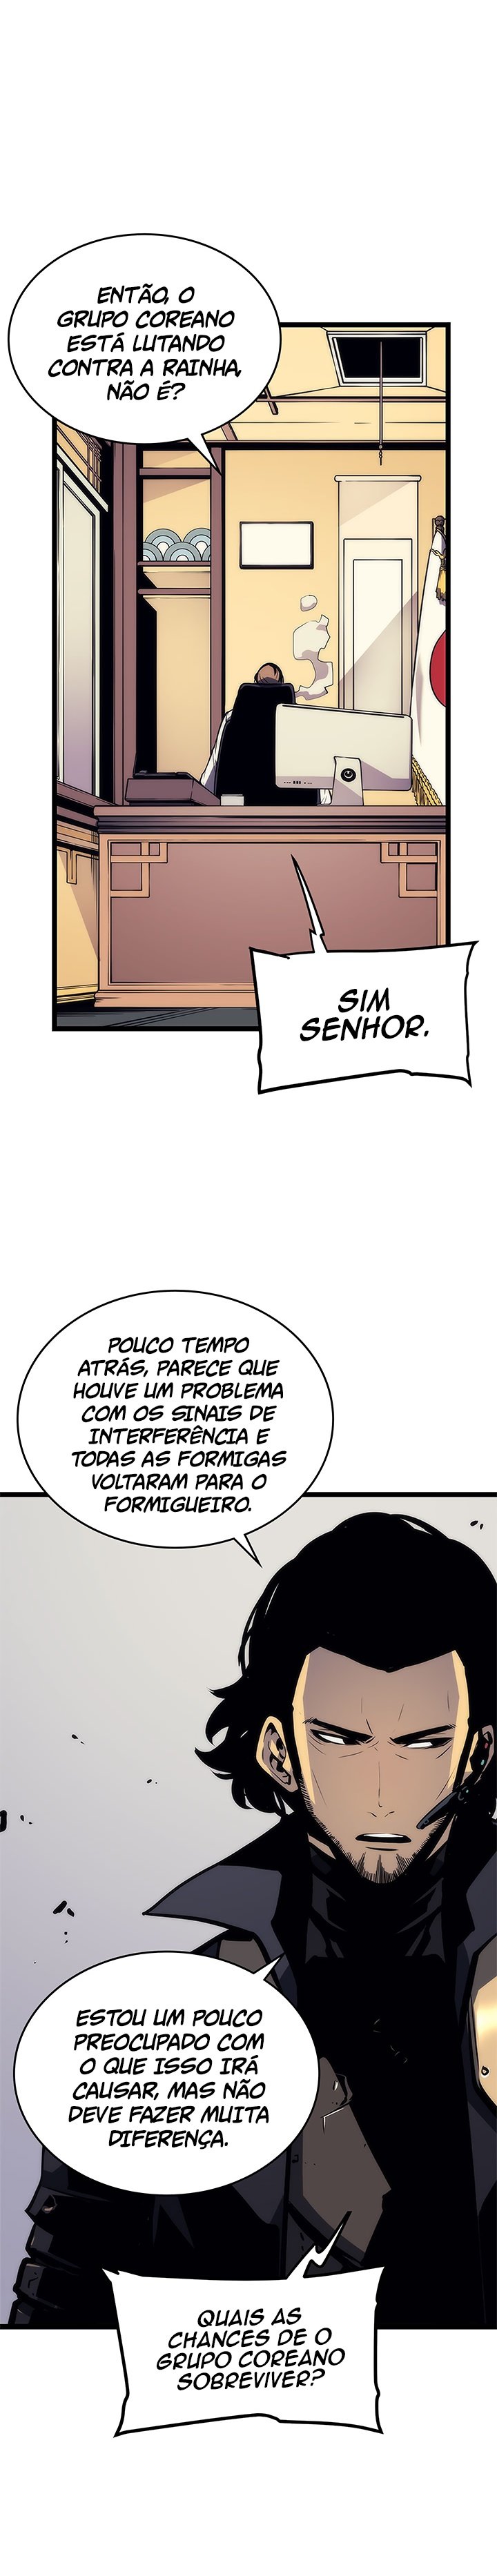 ENTÃO, O
GRUPO COREANO
ESTÁ LUTANDO
CONTRA A RAINHA,
NÃO É?
SIM
SENHOR.
POUCO TEMPO
ATRÁS, PARECE QUE
HOUVE UM PROBLEMA
COM OS SINAIS DE
INTERFERÊNCIA E
TODAS AS FORMIGAS
VOLTARAM PARA O
FORMIGUEIRO.
ESTOU UM POUCO
PREOCUPADO COM
O QUE ISSO IRÁ
CAUSAR, MAS NÃO
DEVE FAZER MUITA
DIFERENÇA.
QUAIS AS
CHANCES DE O
GRUPO COREANO
SOBREVIVER?